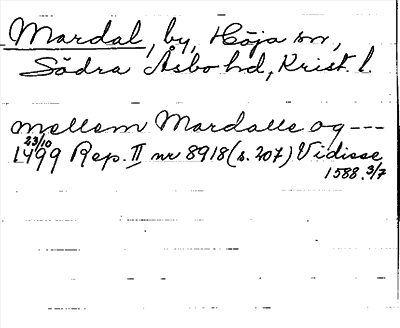 Mardal, by, Höja sn,
Södra Åsbo hd, Krist. l.
mellem Mardalle og ---
23/10
1499 Rep. II nr 8918 (s. 207) Vidisse
1588 3/7